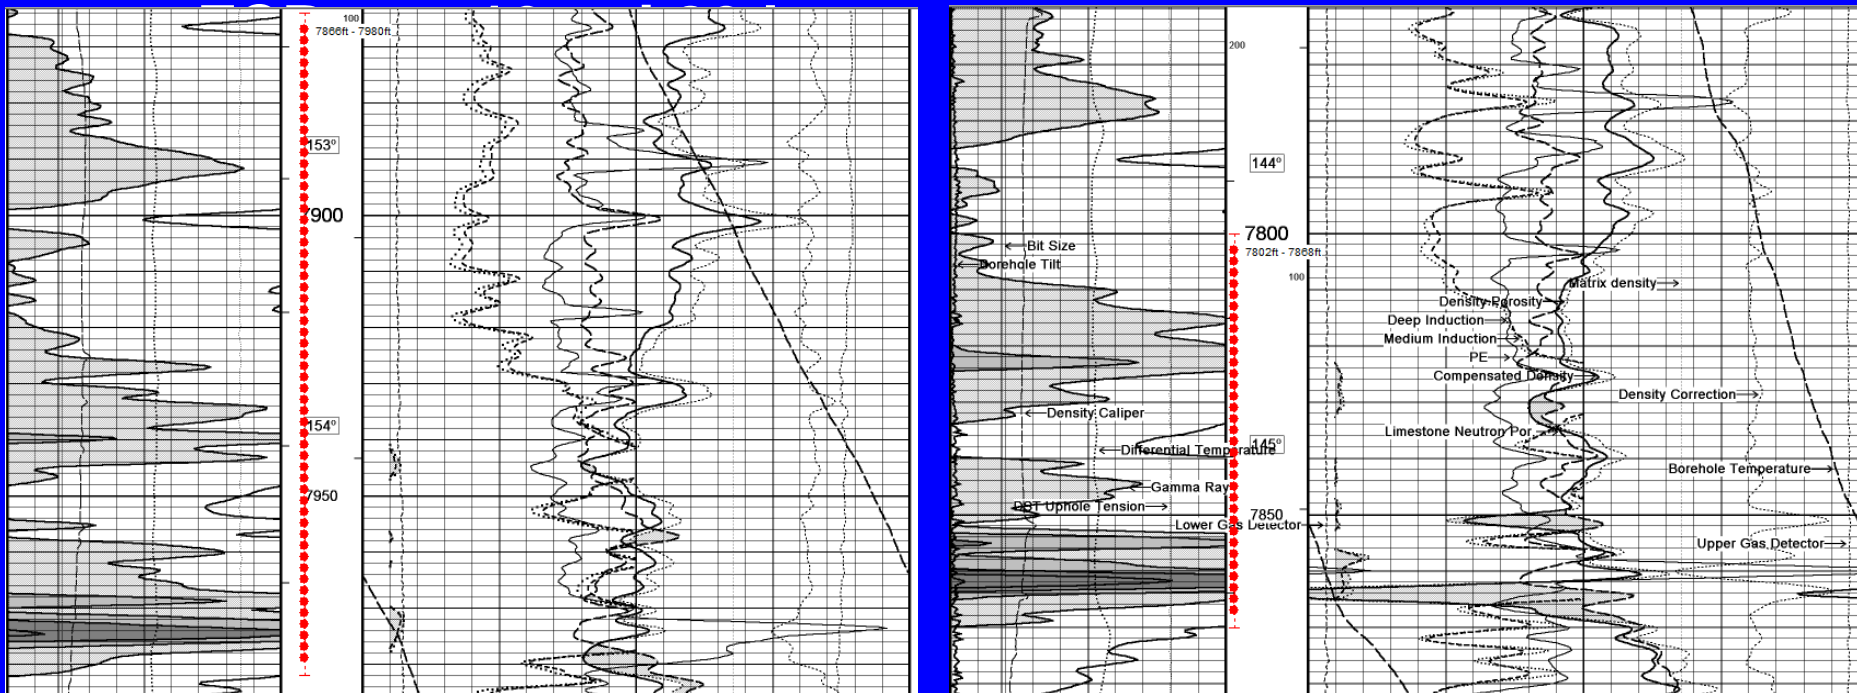 100
7866ft - 7980ft
153°
7900
154°
7950
200
144°
7800
7802ft - 7868ft
100
Bit Size
Borehole Tilt
Matrix density
Density Porosity
Deep Induction
Medium Induction
PE
Compensated Density
Density Correction
Density Caliper
Limestone Neutron Por
145°
Differential Temperature
Borehole Temperature
Gamma Ray
DST Uphole Tension
7850
Lower Gas Detector
Upper Gas Detector